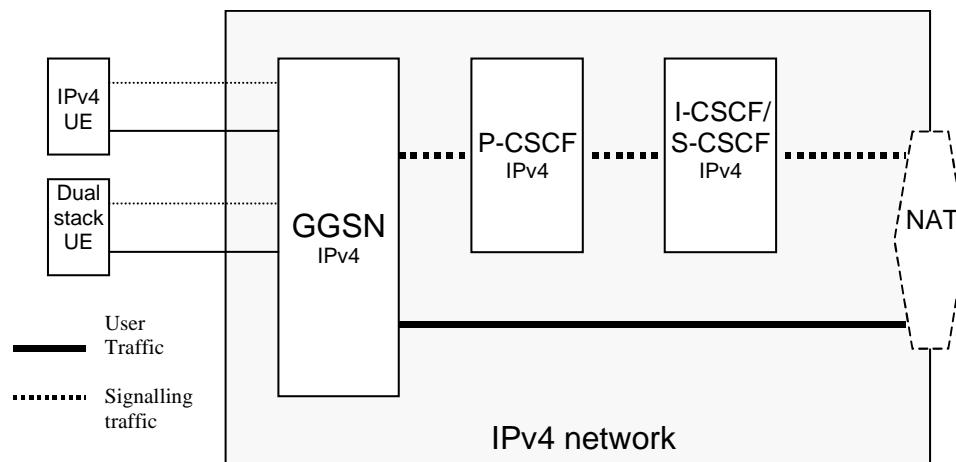 IPv4
UE
Dual
stack
UE
GGSN
IPv4
P-CSCF
IPv4
I-CSCF/
S-CSCF
IPv4
NAT
User
Traffic
Signalling
traffic
IPv4 network